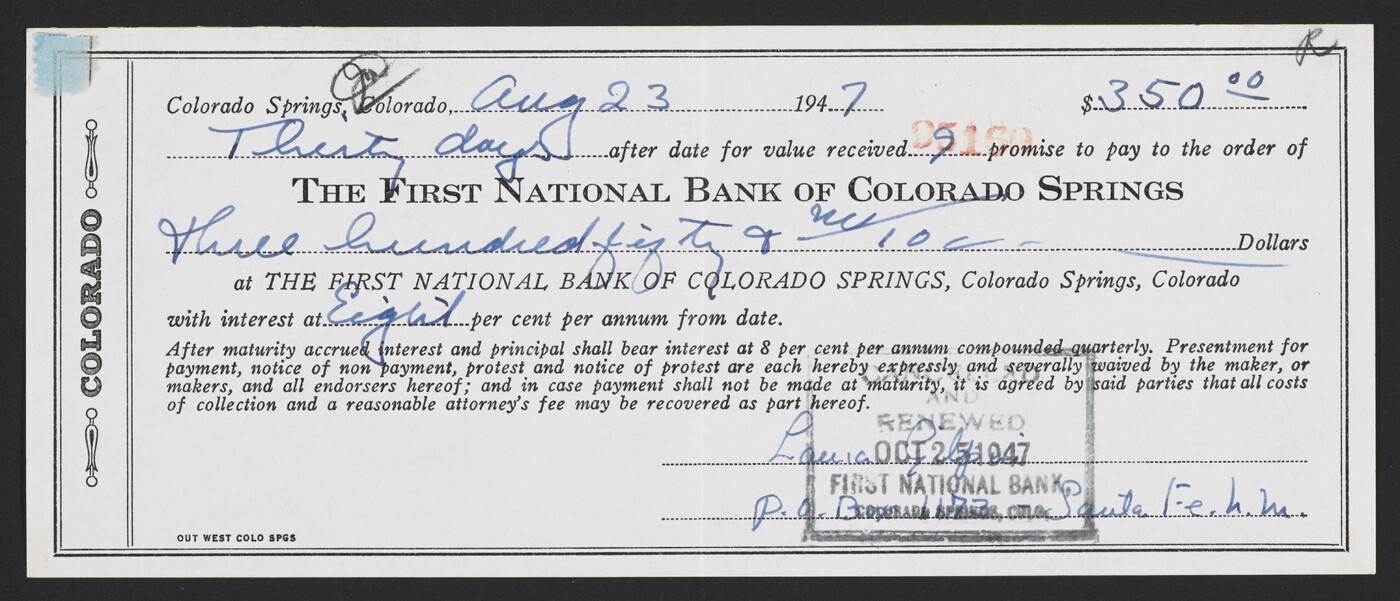 R
Colorado Springs, Colorado, Aug 23 1947 $350 00
Thirty days after date for value received I promise to pay to the order of
THE FIRST NATIONAL BANK OF COLORADO SPRINGS
Three hundred fifty & no/100 Dollars
at THE FIRST NATIONAL BANK OF COLORADO SPRINGS, Colorado Springs, Colorado
with interest at Eight per cent per annum from date.
After maturity accrued interest and principal shall bear interest at 8 per cent per annum compounded quarterly. Presentment for
payment, notice of non payment, protest and notice of protest are each hereby expressly and severally waived by the maker, or
makers, and all endorsers hereof; and in case payment shall not be made at maturity, it is agreed by said parties that all costs
of collection and a reasonable attorney's fee may be recovered as part hereof.
AND
RENEWED
Laura Gilpin
OCT 25 1947
FIRST NATIONAL BANK,
COLORADO SPRINGS, COLO.
P.O. Box 1173 - Santa Fe. N.M.
OUT WEST COLO SPGS
COLORADO